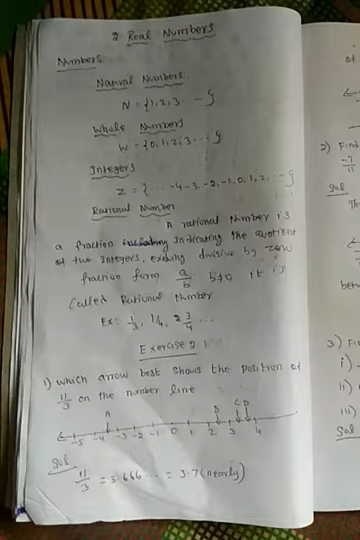 2 Real Numbers
Numbers
Natural Numbers.
N = {1, 2, 3 ... }
Whole Numbers
W = {0, 1, 2, 3 ... }
Integers
Z = {... -4 -3, -2, -1, 0, 1, 2, ... }
Rational Number
A rational Number is
a fraction Indicating the quotient
of two Integers, exculing divisive by zero
fraction form a/b b≠0 it is
called Rational Number
Ex: 1/3, 1/4, 2 3/4 ...
Exercise 2.1
1) which arrow best shows the position of
11/3 on the number line
A B C D
-5 -4 -3 -2 -1 0 1 2 3 4
Sol
11/3 = 3.666... = 3.7 (nearly)
of
2) Find
-7/11
Sol
Th
betw
3) Fi
i)
ii)
iii)
Sol